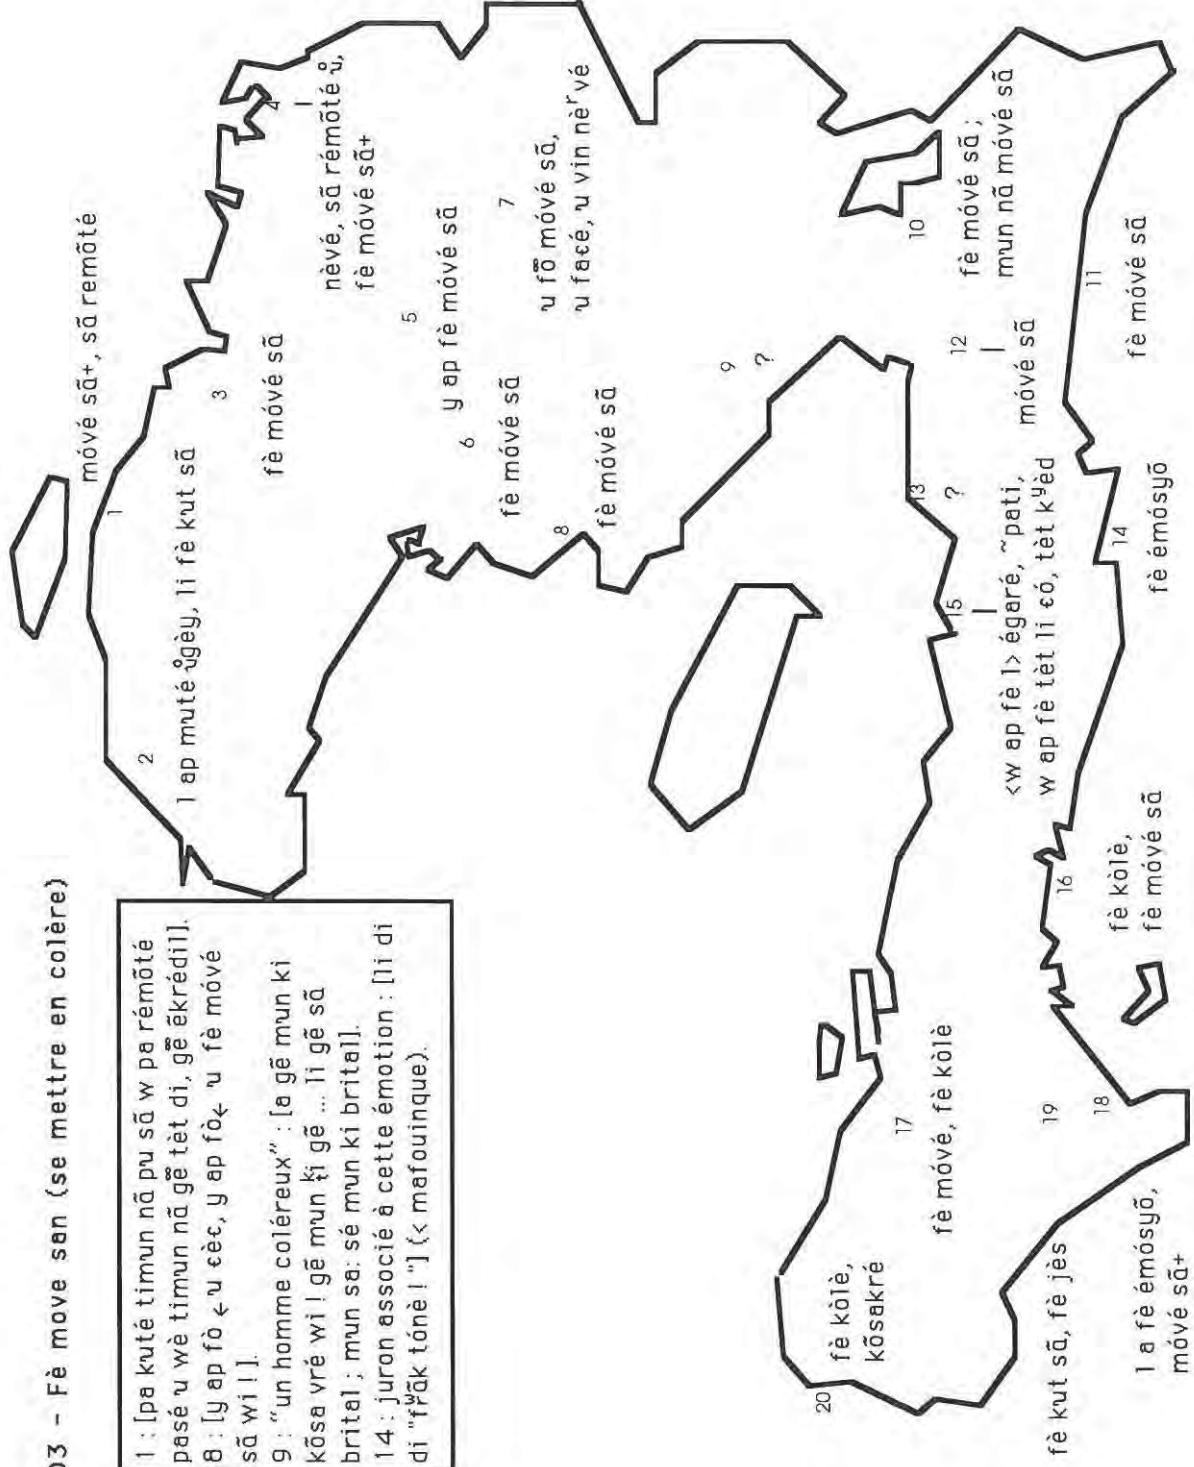 03 - Fè move san (se mettre en colère)
1 : [pa kuté timun nã pu sã w pa rémõté
pasé u wè timun nã gẽ tèt di, gẽ ẽkrédil].
8 : [y ap fò ‹ u cèc, y ap fò‹ u fè móvé
sã wi !].
9 : "un homme coléreux" : [a gẽ mun ki
kõsa vré wi ! gẽ mun ki gẽ ... li gẽ sã
brital ; mun sa: sé mun ki brital].
14 : juron associé à cette émotion : [li di
di "frãk tónè ! "] (< mafouinque).
1
móvé sã+, sã remõté
2
l ap muté ůgèy, li fè kut sã
3
fè móvé sã
4
nèvé, sã rémõté ů,
fè móvé sã+
5
y ap fè móvé sã
6
fè móvé sã
7
u fõ móvé sã,
u facé, u vin nèʳvé
8
fè móvé sã
9
?
10
fè móvé sã ;
mun nã móvé sã
11
fè móvé sã
12
móvé sã
13
?
14
fè émósyõ
15
<w ap fè l> égaré, ~pati,
w ap fè tèt li có, tèt kʸèd
16
fè kòlè,
fè móvé sã
17
fè móvé, fè kòlè
18
l a fè émósyõ,
móvé sã+
19
fè kut sã, fè jès
20
fè kòlè,
kõsakré